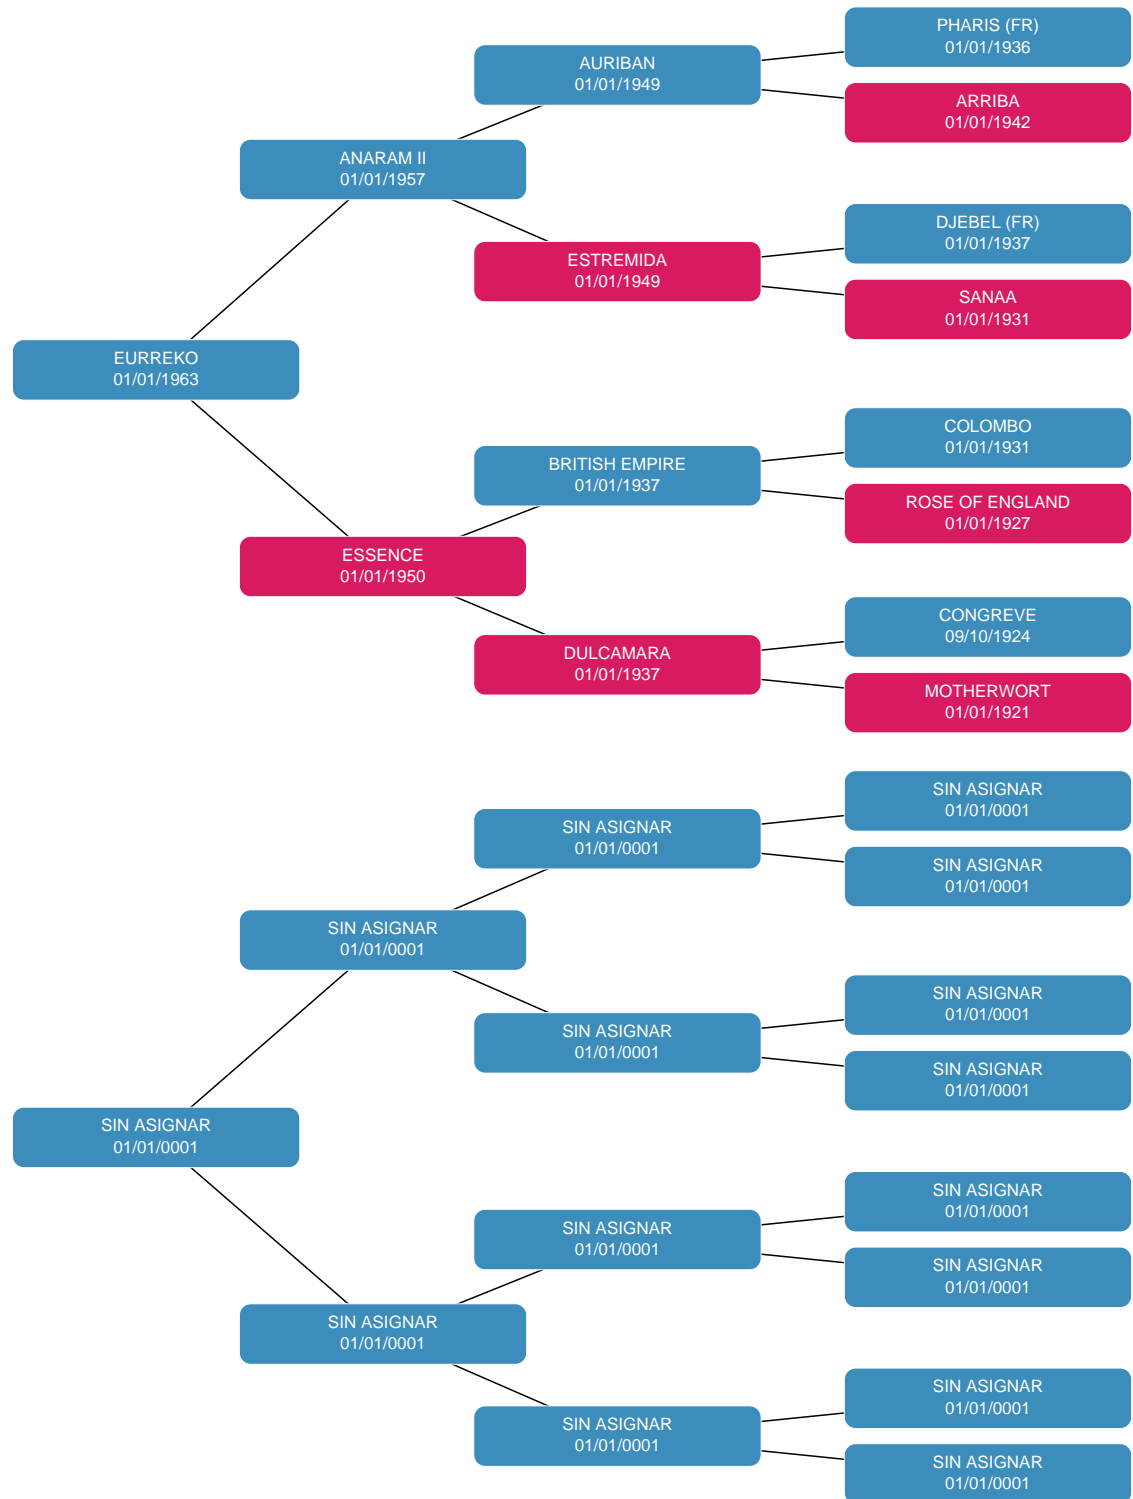 PHARIS (FR)
01/01/1936
AURIBAN
01/01/1949
ARRIBA
01/01/1942
ANARAM II
01/01/1957
DJEBEL (FR)
01/01/1937
ESTREMIDA
01/01/1949
SANAA
01/01/1931
EURREKO
01/01/1963
COLOMBO
01/01/1931
BRITISH EMPIRE
01/01/1937
ROSE OF ENGLAND
01/01/1927
ESSENCE
01/01/1950
CONGREVE
09/10/1924
DULCAMARA
01/01/1937
MOTHERWORT
01/01/1921
SIN ASIGNAR
01/01/0001
SIN ASIGNAR
01/01/0001
SIN ASIGNAR
01/01/0001
SIN ASIGNAR
01/01/0001
SIN ASIGNAR
01/01/0001
SIN ASIGNAR
01/01/0001
SIN ASIGNAR
01/01/0001
SIN ASIGNAR
01/01/0001
SIN ASIGNAR
01/01/0001
SIN ASIGNAR
01/01/0001
SIN ASIGNAR
01/01/0001
SIN ASIGNAR
01/01/0001
SIN ASIGNAR
01/01/0001
SIN ASIGNAR
01/01/0001
SIN ASIGNAR
01/01/0001